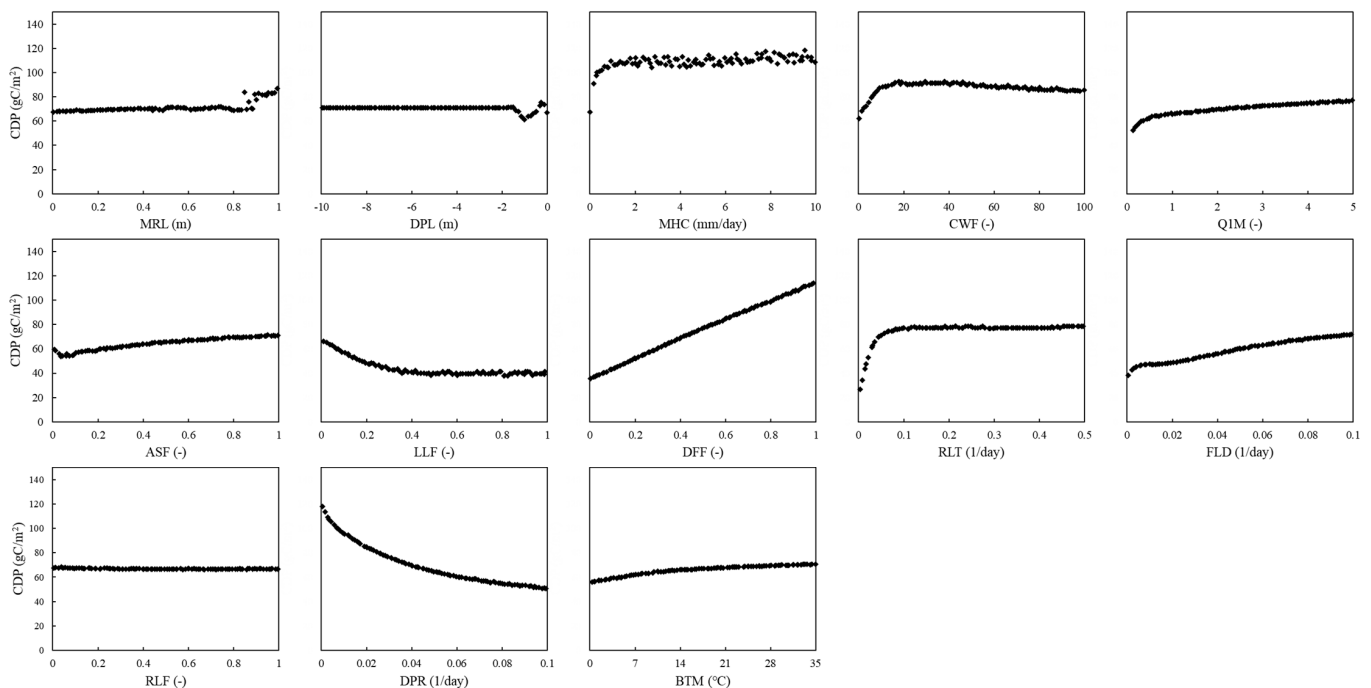 CDP (gC/m²)
140
120
100
80
60
40
20
0
0 0.2 0.4 0.6 0.8 1
MRL (m)
-10 -8 -6 -4 -2 0
DPL (m)
0 2 4 6 8 10
MHC (mm/day)
0 20 40 60 80 100
CWF (-)
0 1 2 3 4 5
Q1M (-)
CDP (gC/m²)
140
120
100
80
60
40
20
0
0 0.2 0.4 0.6 0.8 1
ASF (-)
0 0.2 0.4 0.6 0.8 1
LLF (-)
0 0.2 0.4 0.6 0.8 1
DFF (-)
0 0.1 0.2 0.3 0.4 0.5
RLT (1/day)
0 0.02 0.04 0.06 0.08 0.1
FLD (1/day)
CDP (gC/m²)
140
120
100
80
60
40
20
0
0 0.2 0.4 0.6 0.8 1
RLF (-)
0 0.02 0.04 0.06 0.08 0.1
DPR (1/day)
0 7 14 21 28 35
BTM (℃)